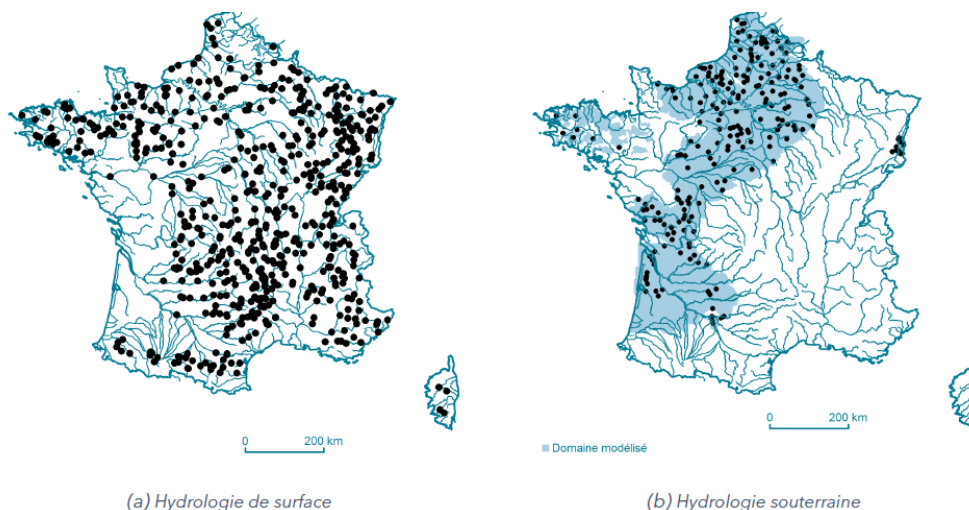 0 200 km
0 200 km
Domaine modélisé
(a) Hydrologie de surface
(b) Hydrologie souterraine